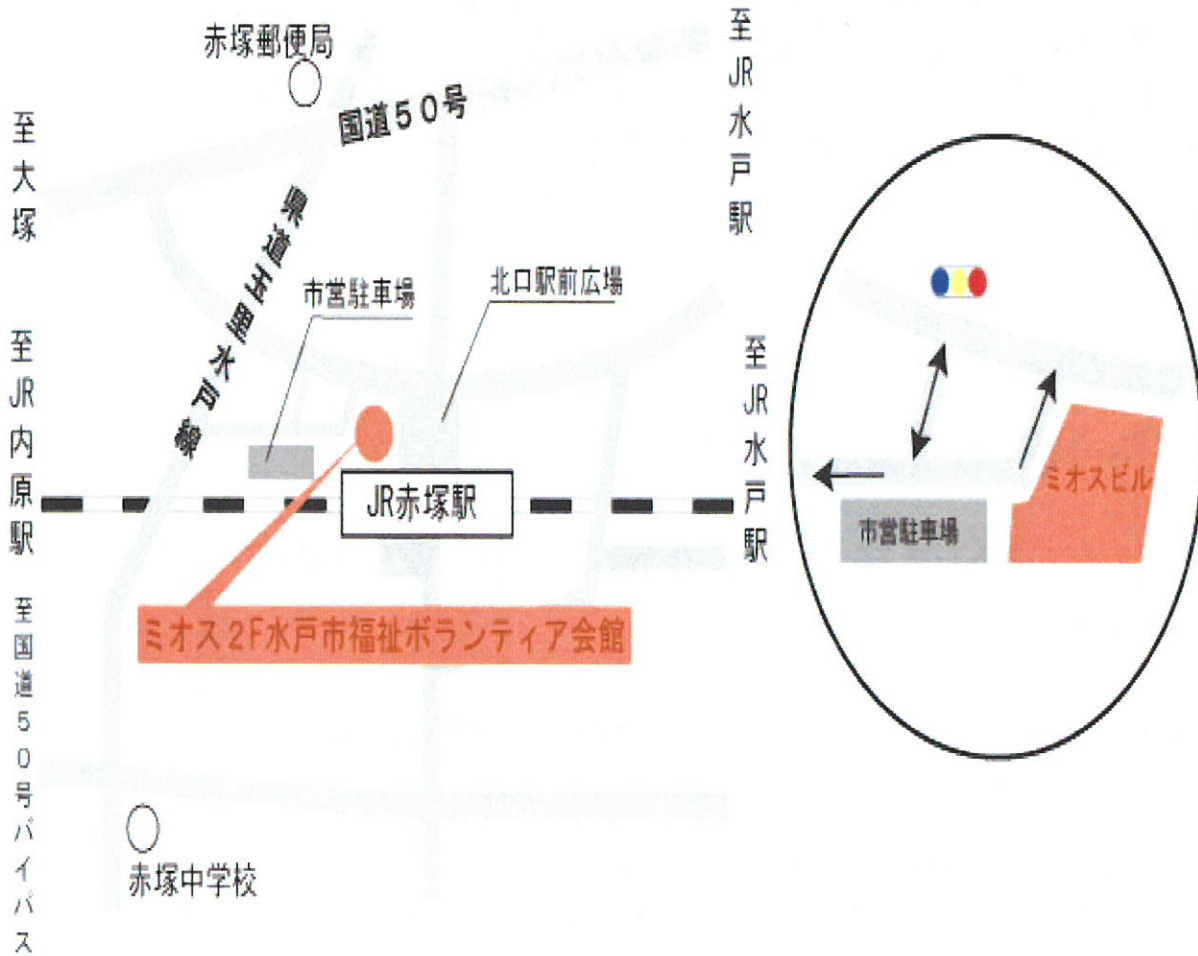 赤塚郵便局
国道50号
至大塚
至JR水戸駅
県道玉里水戸線
市営駐車場
北口駅前広場
至JR内原駅
JR赤塚駅
至JR水戸駅
ミオス2F水戸市福祉ボランティア会館
至国道50号バイパス
赤塚中学校
ミオスビル
市営駐車場